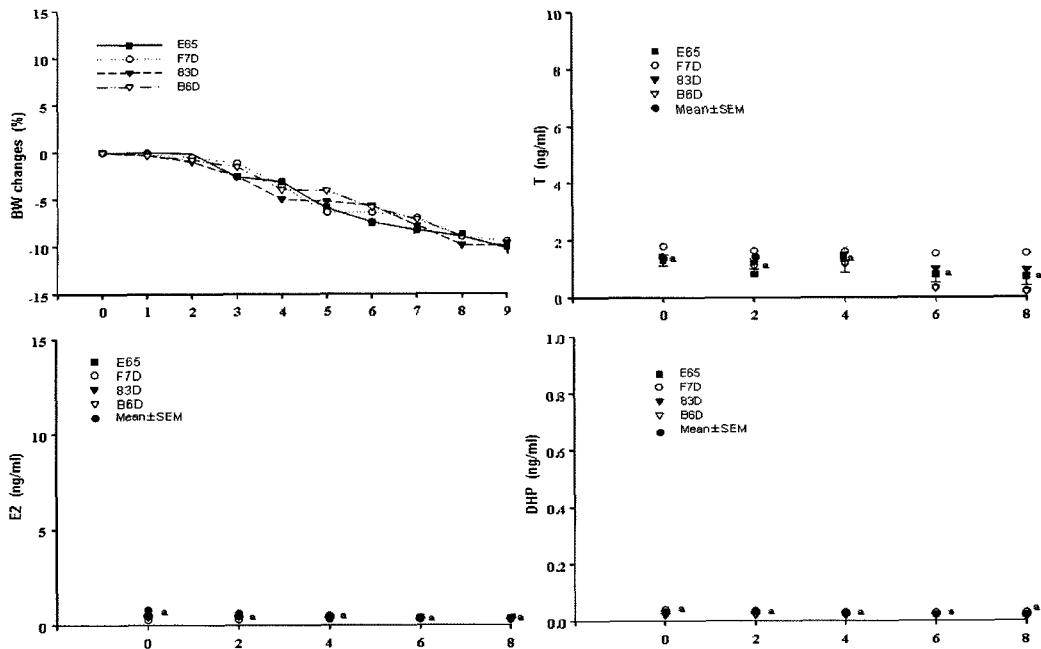 15
10
5
0
-5
-10
-15
BW changes (%)
E65
F7D
83D
B6D
0 1 2 3 4 5 6 7 8 9
10
8
6
4
2
0
T (ng/ml)
E65
F7D
83D
B6D
Mean±SEM
a a a a a
0 2 4 6 8
15
10
5
0
E2 (ng/ml)
E65
F7D
83D
B6D
Mean±SEM
a a a a a
0 2 4 6 8
1.0
0.8
0.6
0.4
0.2
0.0
DHP (ng/ml)
E65
F7D
83D
B6D
Mean±SEM
a a a a a
0 2 4 6 8